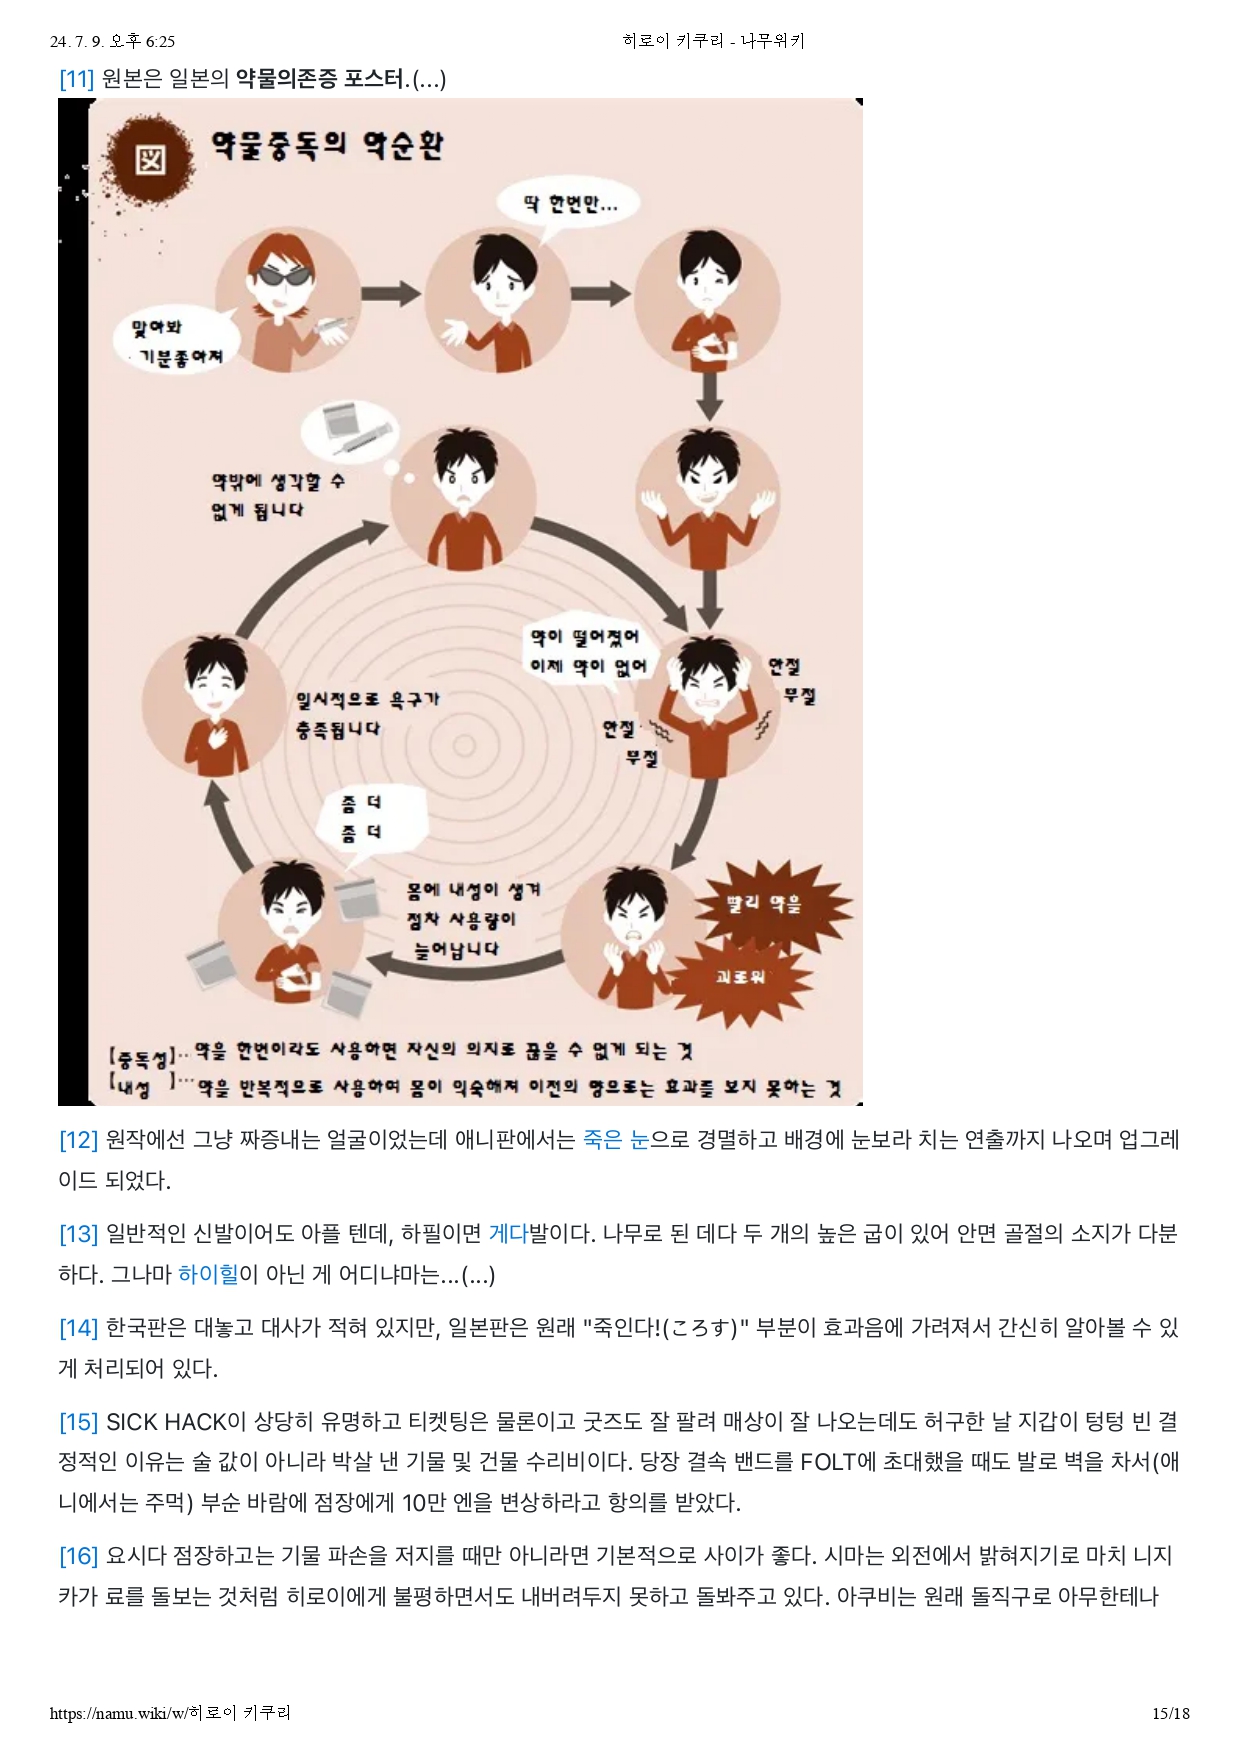 24. 7. 9. 오후 6:25
히로이 키쿠리 - 나무위키
[11] 원본은 일본의 약물의존증 포스터.(...)
図
약물중독의 악순환
딱 한번만...
맞아봐
기분좋아져
약밖에 생각할 수
없게 됩니다
약이 떨어졌어
이제 약이 없어
안절
부절
안절
부절
일시적으로 욕구가
충족됩니다
좀 더
좀 더
몸에 내성이 생겨
점차 사용량이
늘어납니다
빨리 약을
괴로워
【중독성】…약을 한번이라도 사용하면 자신의 의지로 끊을 수 없게 되는 것
【내성 】…약을 반복적으로 사용하여 몸이 익숙해져 이전의 양으로는 효과를 보지 못하는 것
[12] 원작에선 그냥 짜증내는 얼굴이었는데 애니판에서는 죽은 눈으로 경멸하고 배경에 눈보라 치는 연출까지 나오며 업그레
이드 되었다.
[13] 일반적인 신발이어도 아플 텐데, 하필이면 게다발이다. 나무로 된 데다 두 개의 높은 굽이 있어 안면 골절의 소지가 다분
하다. 그나마 하이힐이 아닌 게 어디냐마는...(...)
[14] 한국판은 대놓고 대사가 적혀 있지만, 일본판은 원래 "죽인다!(ころす)" 부분이 효과음에 가려져서 간신히 알아볼 수 있
게 처리되어 있다.
[15] SICK HACK이 상당히 유명하고 티켓팅은 물론이고 굿즈도 잘 팔려 매상이 잘 나오는데도 허구한 날 지갑이 텅텅 빈 결
정적인 이유는 술 값이 아니라 박살 낸 기물 및 건물 수리비이다. 당장 결속 밴드를 FOLT에 초대했을 때도 발로 벽을 차서(애
니에서는 주먹) 부순 바람에 점장에게 10만 엔을 변상하라고 항의를 받았다.
[16] 요시다 점장하고는 기물 파손을 저지를 때만 아니라면 기본적으로 사이가 좋다. 시마는 외전에서 밝혀지기로 마치 니지
카가 료를 돌보는 것처럼 히로이에게 불평하면서도 내버려두지 못하고 돌봐주고 있다. 아쿠비는 원래 돌직구로 아무한테나
https://namu.wiki/w/히로이 키쿠리
15/18